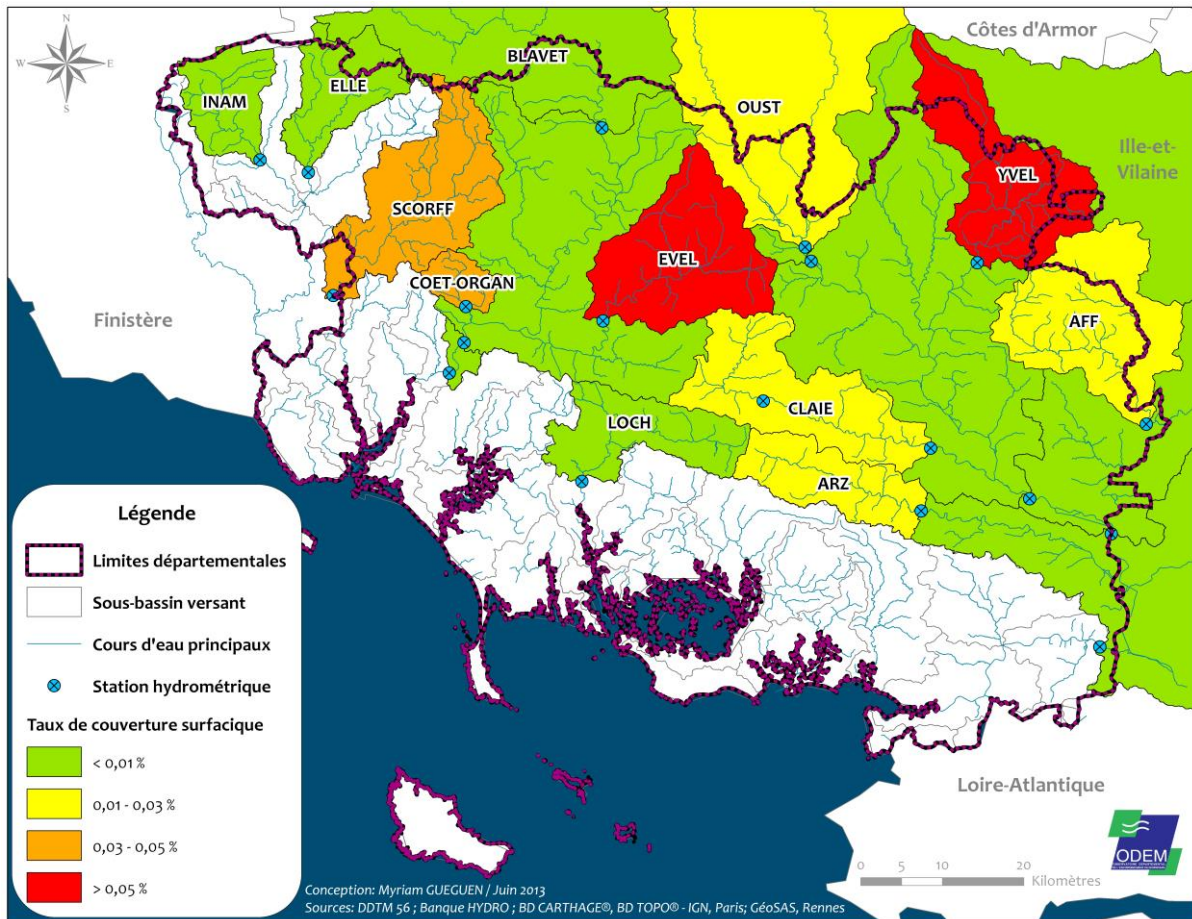 N
W
E
S
Côtes d'Armor
BLAVET
ELLE
INAM
OUST
Ille-et-
Vilaine
YVEL
SCORFF
EVEL
COET-ORGAN
Finistère
AFF
CLAIE
LOCH
ARZ
Légende
Limites départementales
Sous-bassin versant
Cours d'eau principaux
Station hydrométrique
Taux de couverture surfacique
< 0,01 %
0,01 - 0,03 %
0,03 - 0,05 %
> 0,05 %
Loire-Atlantique
ODEM
0 5 10 20
Kilomètres
Conception: Myriam GUEGUEN / Juin 2013
Sources: DDTM 56 ; Banque HYDRO ; BD CARTHAGE®, BD TOPO® - IGN, Paris; GéoSAS, Rennes